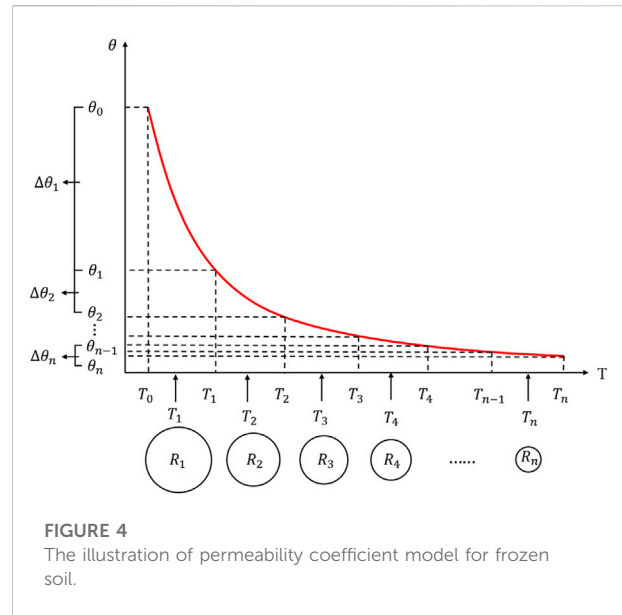 θ
θ₀
Δθ₁
θ₁
Δθ₂
θ₂
⋮
θₙ₋₁
Δθₙ
θₙ
T
T₀ T₁ T₂ T₃ T₄ Tₙ₋₁ Tₙ
T₁ T₂ T₃ T₄ Tₙ
R₁ R₂ R₃ R₄ …… Rₙ
FIGURE 4
The illustration of permeability coefficient model for frozen
soil.